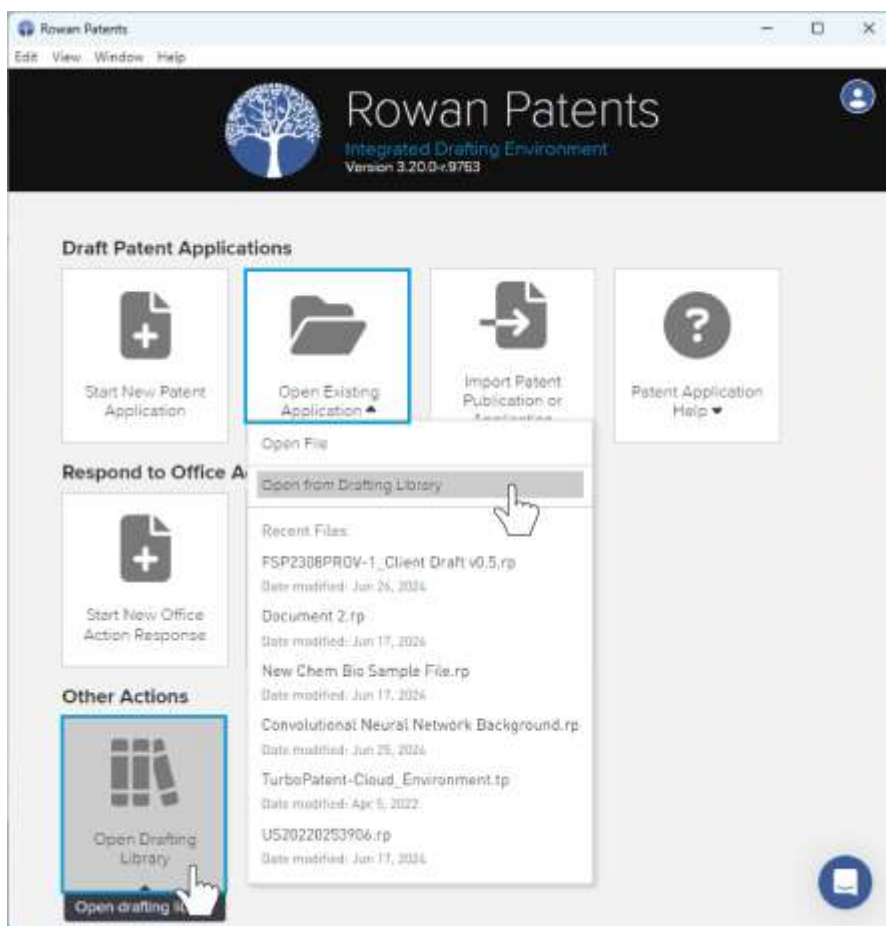 Rowan Patents
Edit View Window Help
Rowan Patents
Integrated Drafting Environment
Version 3.20.0-r.9763
Draft Patent Applications
Start New Patent
Application
Open Existing
Application
Import Patent
Publication or
Application
Patent Application
Help
Open File
Respond to Office A
Open from Drafting Library
Recent Files
FSP2308PROV-1_Client Draft v0.5.rp
Date modified: Jun 26, 2024
Start New Office
Action Response
Document 2.rp
Date modified: Jun 17, 2024
New Chem Bio Sample File.rp
Date modified: Jun 17, 2024
Other Actions
Convolutional Neural Network Background.rp
Date modified: Jun 25, 2024
TurboPatent-Cloud_Environment.tp
Date modified: Apr 5, 2022
US20220253906.rp
Date modified: Jun 17, 2024
Open Drafting
Library
Open drafting